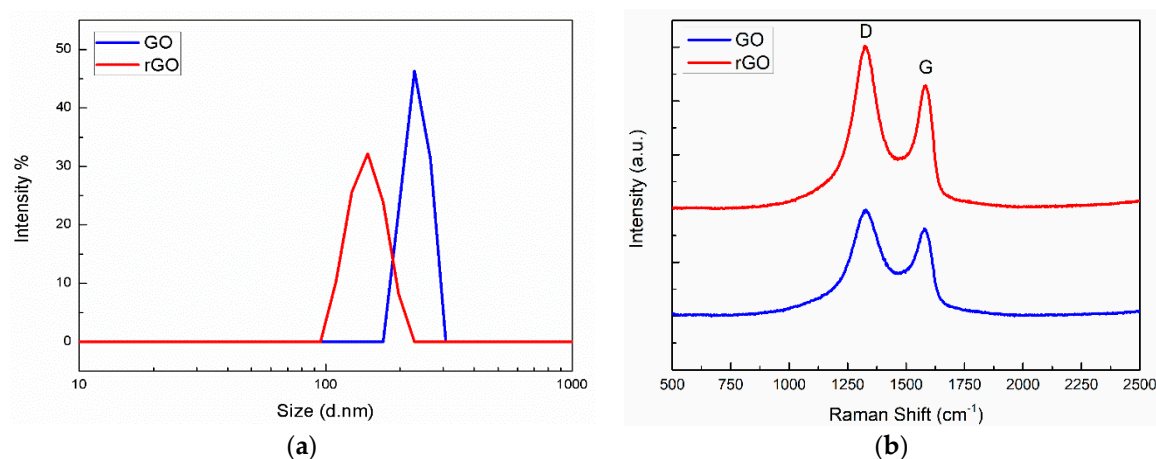 GO
rGO
50
40
30
20
10
0
Intensity %
10
100
1000
Size (d.nm)
(a)
GO
rGO
D
G
Intensity (a.u.)
500
750
1000
1250
1500
1750
2000
2250
2500
Raman Shift (cm⁻¹)
(b)